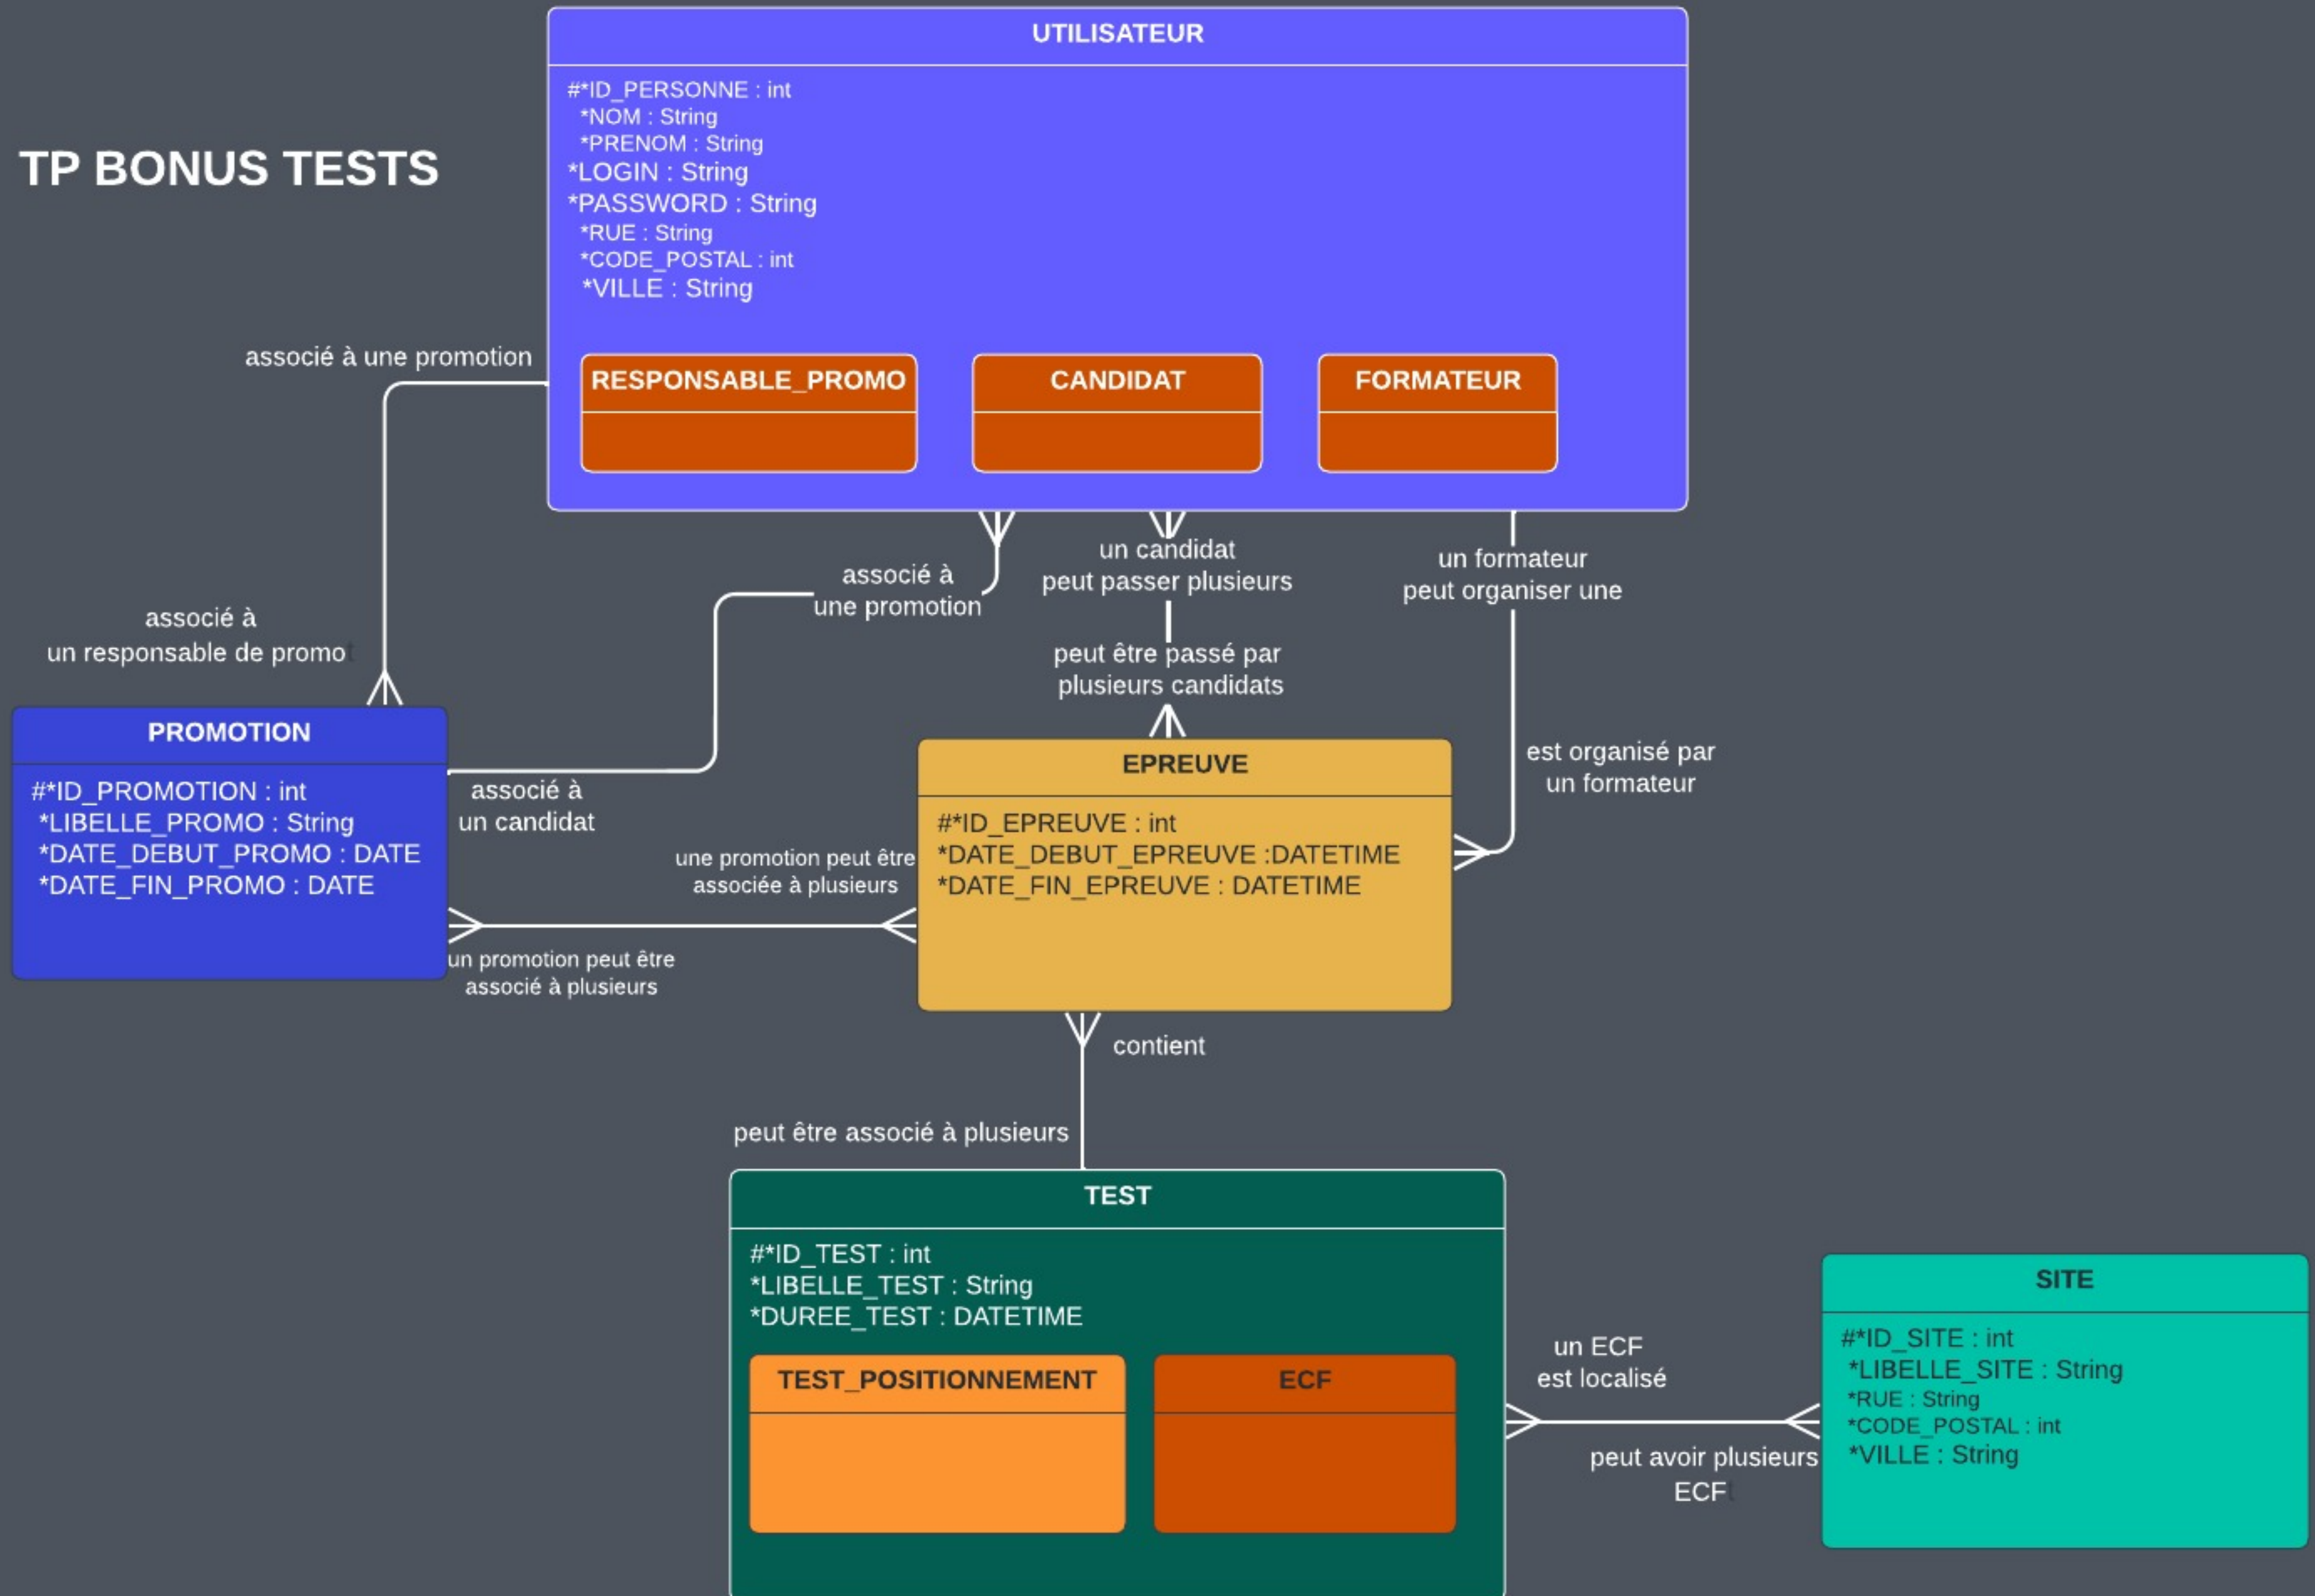 UTILISATEUR
#*ID_PERSONNE : int
*NOM : String
*PRENOM : String
*LOGIN : String
*PASSWORD : String
*RUE : String
*CODE_POSTAL : int
*VILLE : String
TP BONUS TESTS
RESPONSABLE_PROMO
CANDIDAT
FORMATEUR
associé à une promotion
associé à
un responsable de promo
associé à
une promotion
un candidat
peut passer plusieurs
peut être passé par
plusieurs candidats
un formateur
peut organiser une
est organisé par
un formateur
PROMOTION
#*ID_PROMOTION : int
*LIBELLE_PROMO : String
*DATE_DEBUT_PROMO : DATE
*DATE_FIN_PROMO : DATE
associé à
un candidat
une promotion peut être
associée à plusieurs
un promotion peut être
associé à plusieurs
EPREUVE
#*ID_EPREUVE : int
*DATE_DEBUT_EPREUVE :DATETIME
*DATE_FIN_EPREUVE : DATETIME
contient
peut être associé à plusieurs
TEST
#*ID_TEST : int
*LIBELLE_TEST : String
*DUREE_TEST : DATETIME
TEST_POSITIONNEMENT
ECF
un ECF
est localisé
peut avoir plusieurs
ECF
SITE
#*ID_SITE : int
*LIBELLE_SITE : String
*RUE : String
*CODE_POSTAL : int
*VILLE : String